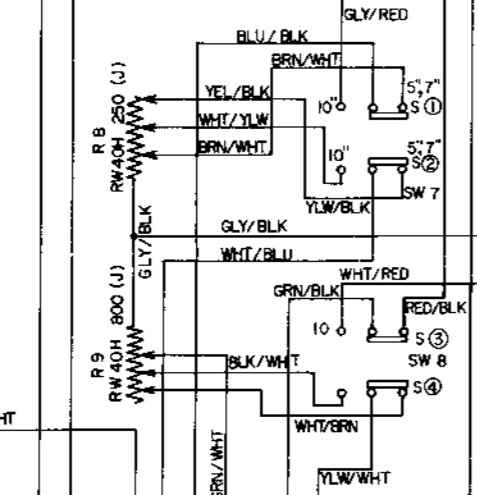 GLY/RED
BLU/BLK
BRN/WHT
5",7"
YEL/BLK
10"
S ①
WHT/YLW
R8
RW40H 250 (J)
5",7"
BRN/WHT
10"
S②
SW 7
YLW/BLK
GLY/BLK
GLY/BLK
WHT/BLU
WHT/RED
GRN/BLK
RED/BLK
R9
RW40H 800 (J)
10
S③
BLK/WHT
SW 8
S④
HT
WHT/BRN
GRN/WHT
YLW/WHT